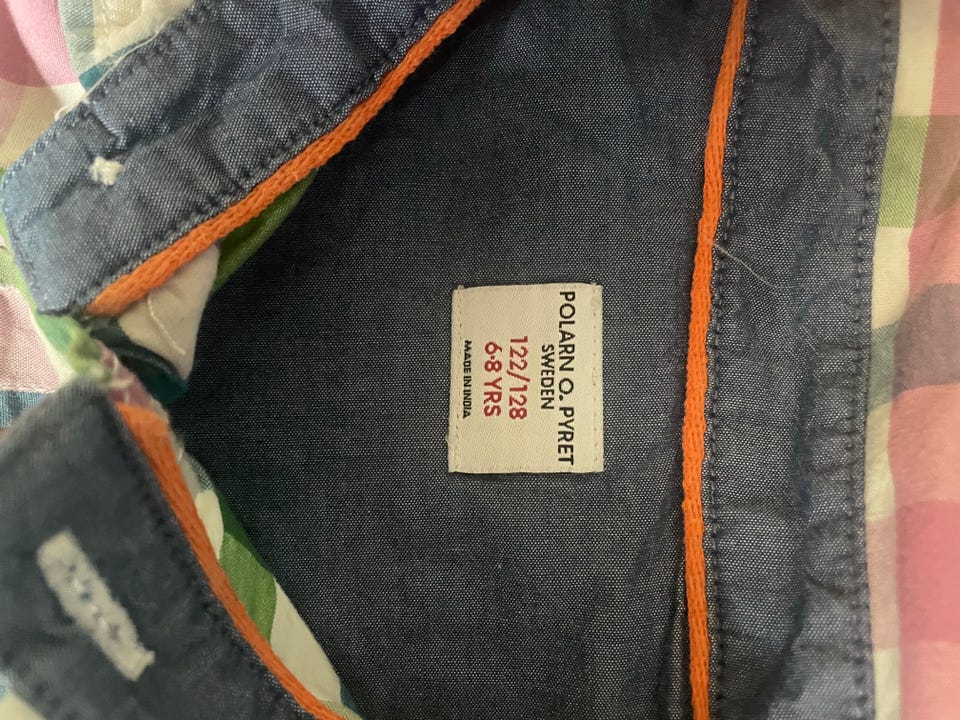 POLARN O. PYRET
SWEDEN
122/128
6-8 YRS
MADE IN INDIA